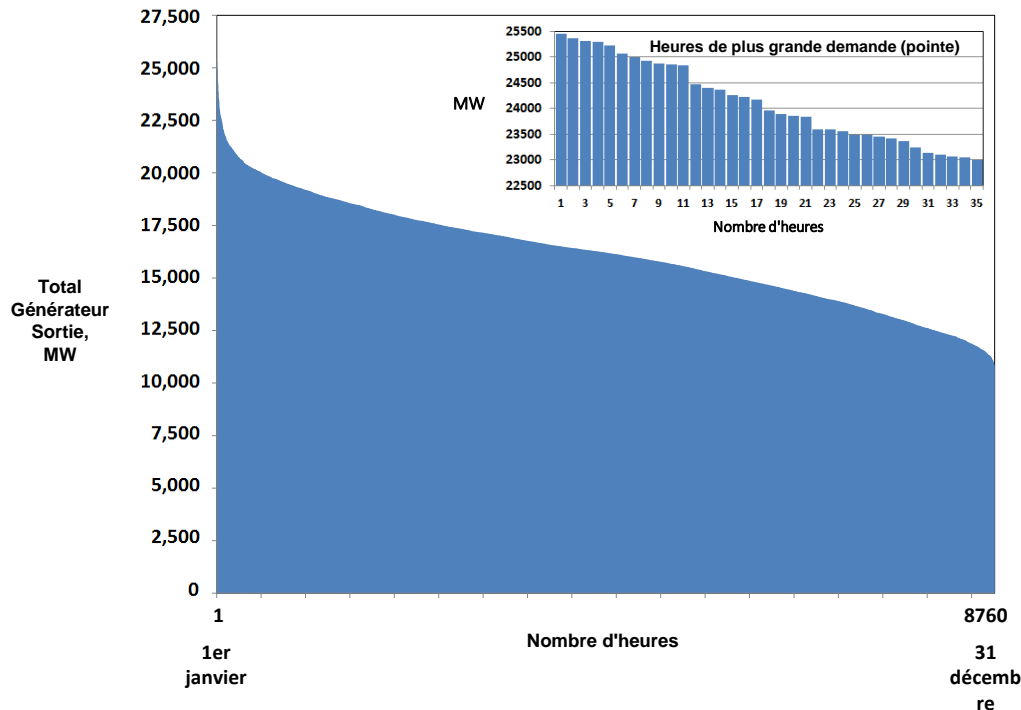 27,500
25,000
22,500
20,000
17,500
15,000
12,500
10,000
7,500
5,000
2,500
0
Total
Générateur
Sortie,
MW
MW
25500
25000
24500
24000
23500
23000
22500
Heures de plus grande demande (pointe)
1 3 5 7 9 11 13 15 17 19 21 23 25 27 29 31 33 35
Nombre d'heures
1 8760
Nombre d'heures
1er
janvier
31
décemb
re